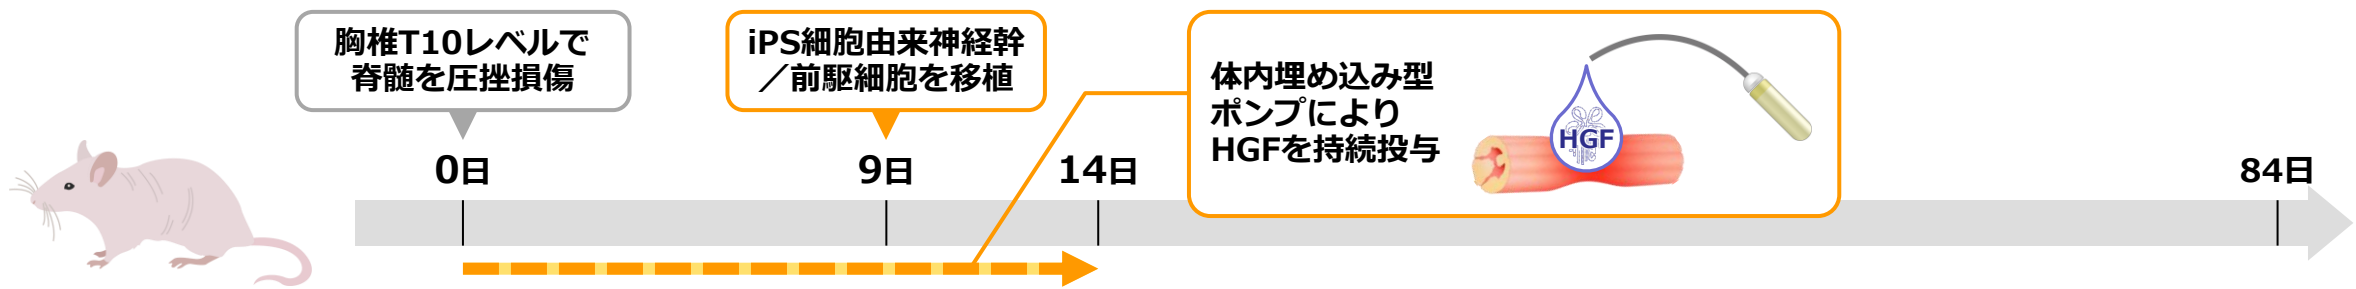 胸椎T10レベルで
脊髄を圧挫損傷
iPS細胞由来神経幹
／前駆細胞を移植
体内埋め込み型
ポンプにより
HGFを持続投与
HGF
0日
9日
14日
84日